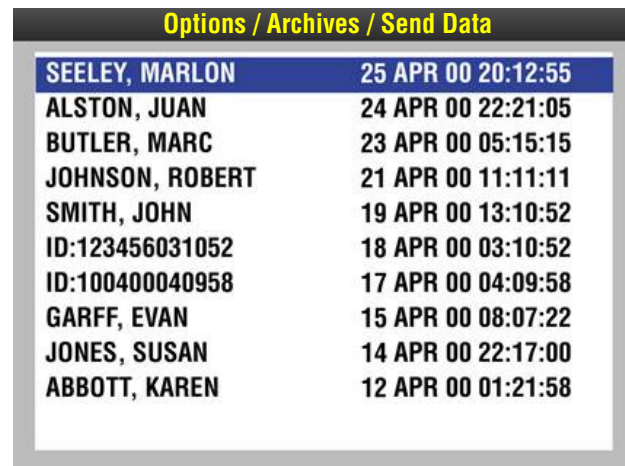 Options / Archives / Send Data
SEELEY, MARLON 25 APR 00 20:12:55
ALSTON, JUAN 24 APR 00 22:21:05
BUTLER, MARC 23 APR 00 05:15:15
JOHNSON, ROBERT 21 APR 00 11:11:11
SMITH, JOHN 19 APR 00 13:10:52
ID:123456031052 18 APR 00 03:10:52
ID:100400040958 17 APR 00 04:09:58
GARFF, EVAN 15 APR 00 08:07:22
JONES, SUSAN 14 APR 00 22:17:00
ABBOTT, KAREN 12 APR 00 01:21:58